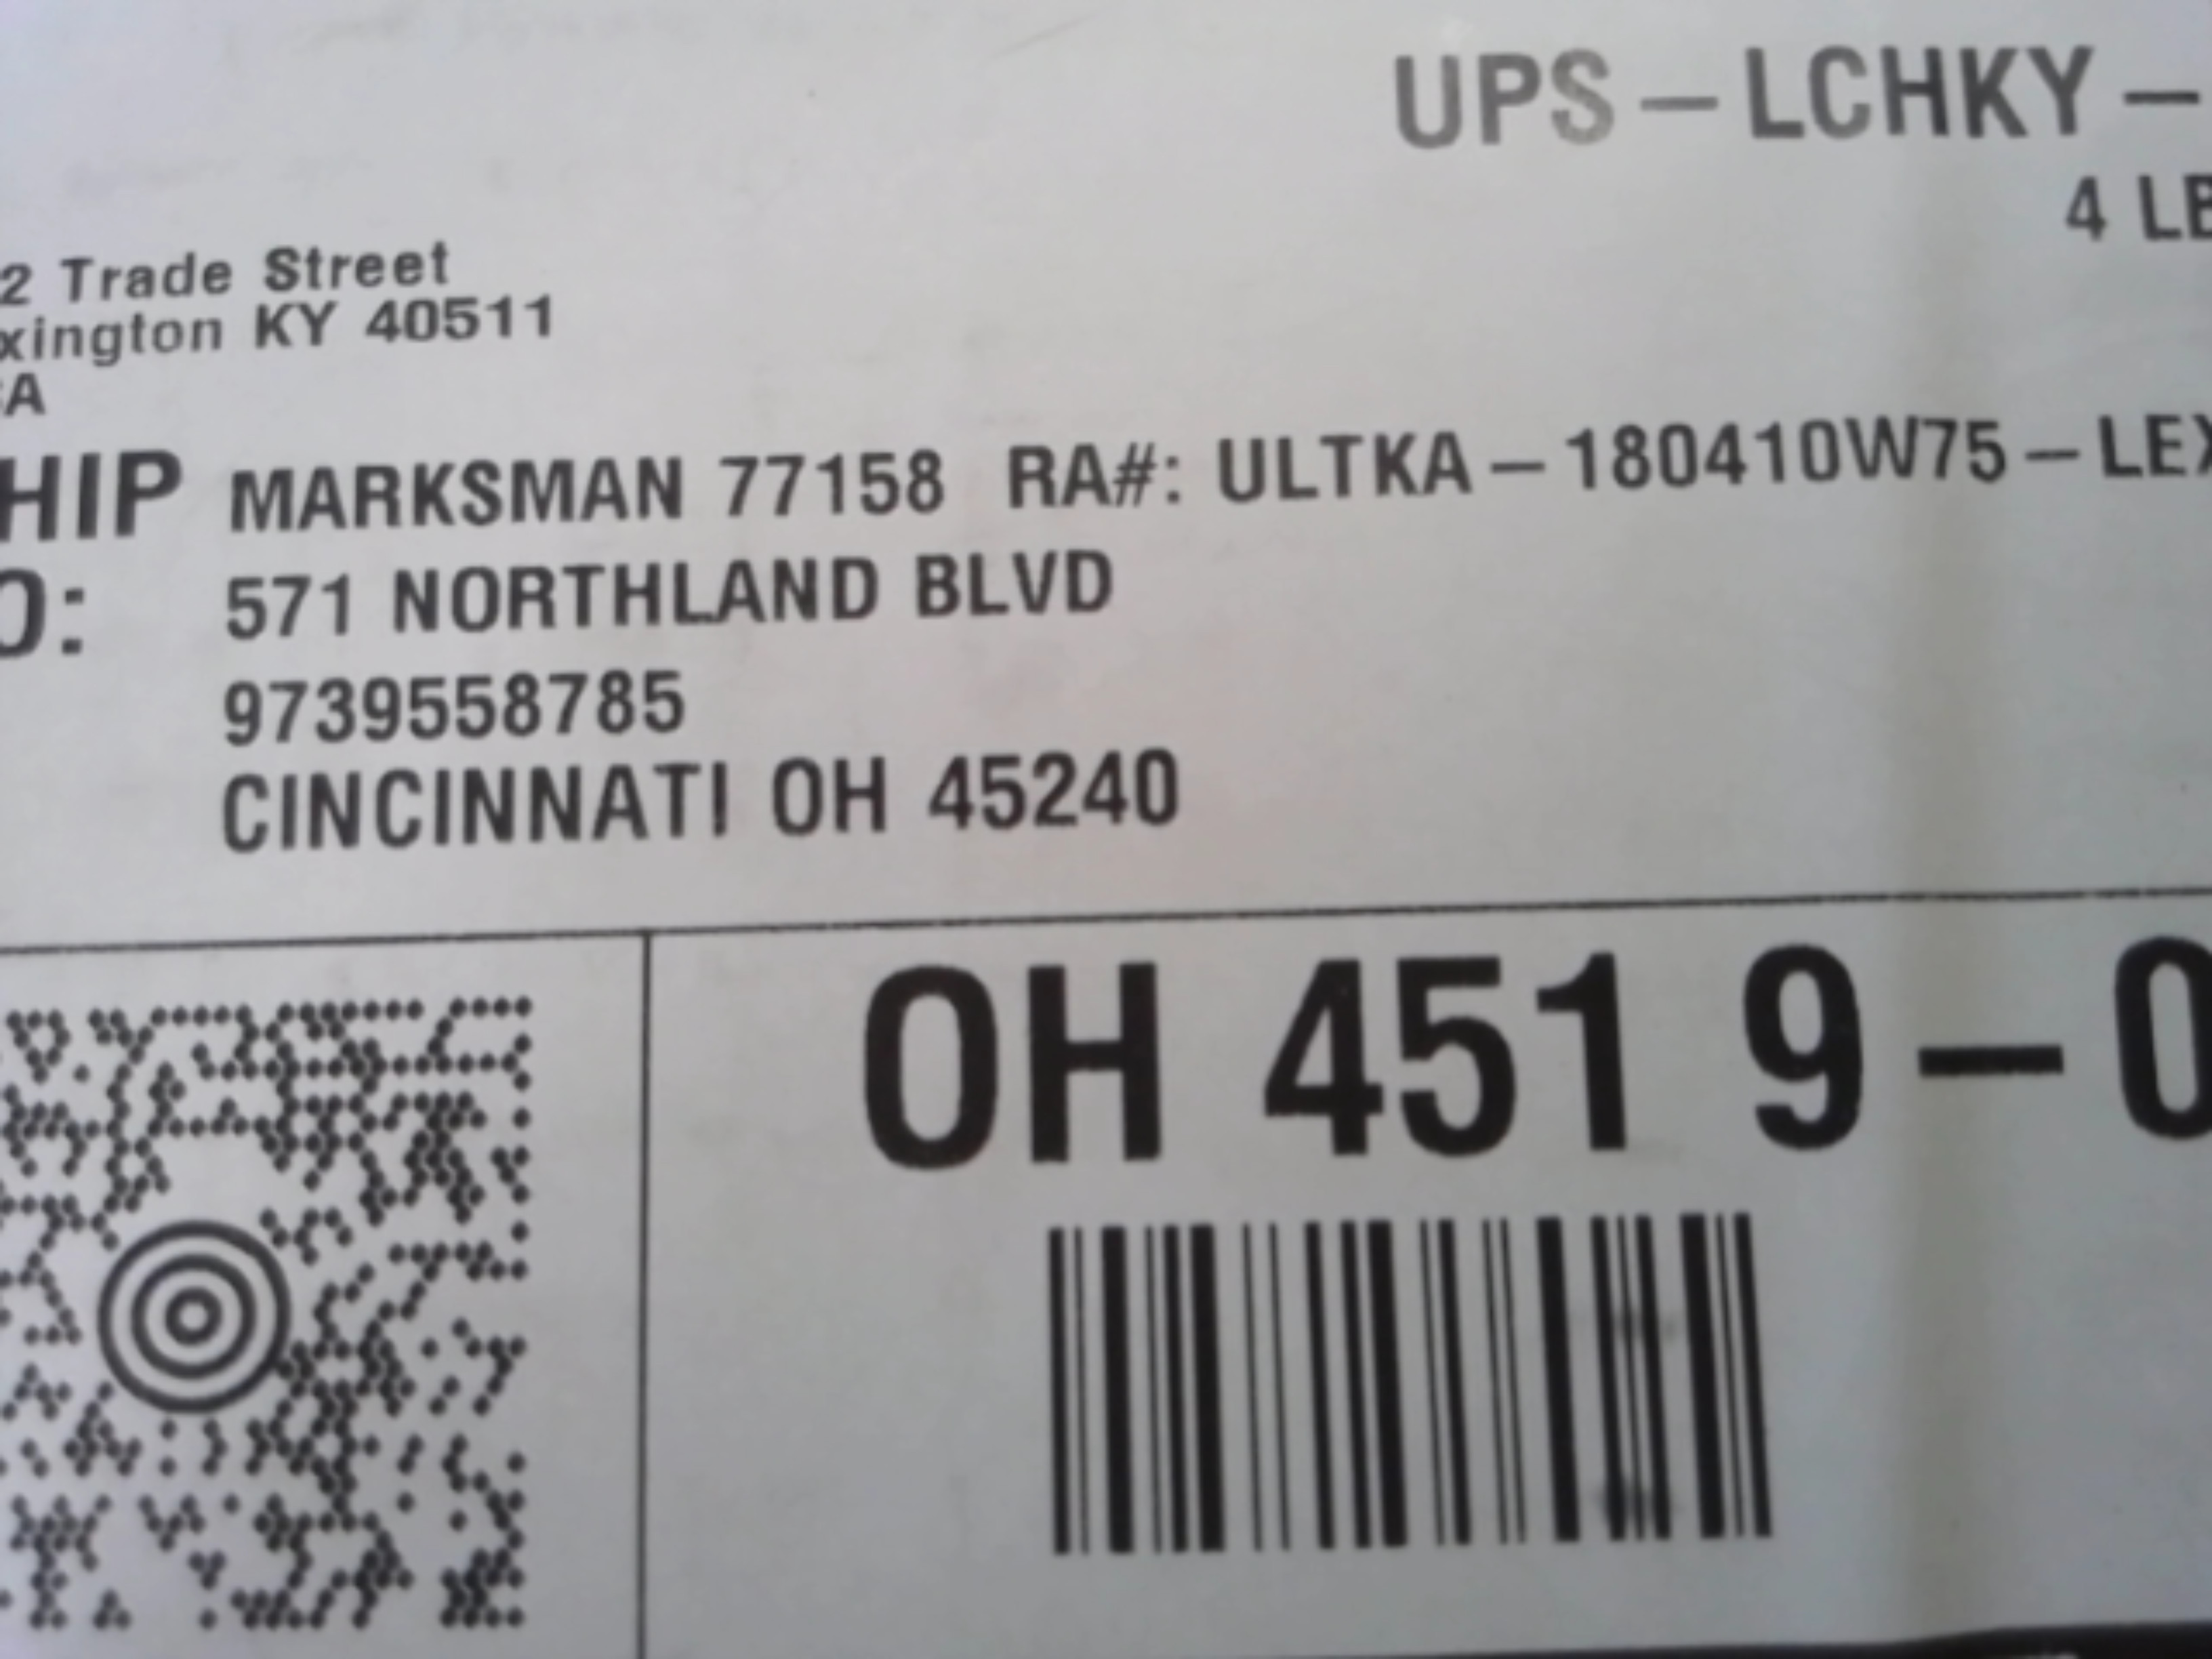 UPS-LCHKY-
4 LB
2 Trade Street
xington KY 40511
SA
HIP MARKSMAN 77158 RA#: ULTKA-180410W75-LEX
O: 571 NORTHLAND BLVD
9739558785
CINCINNATI OH 45240
OH 451 9-0